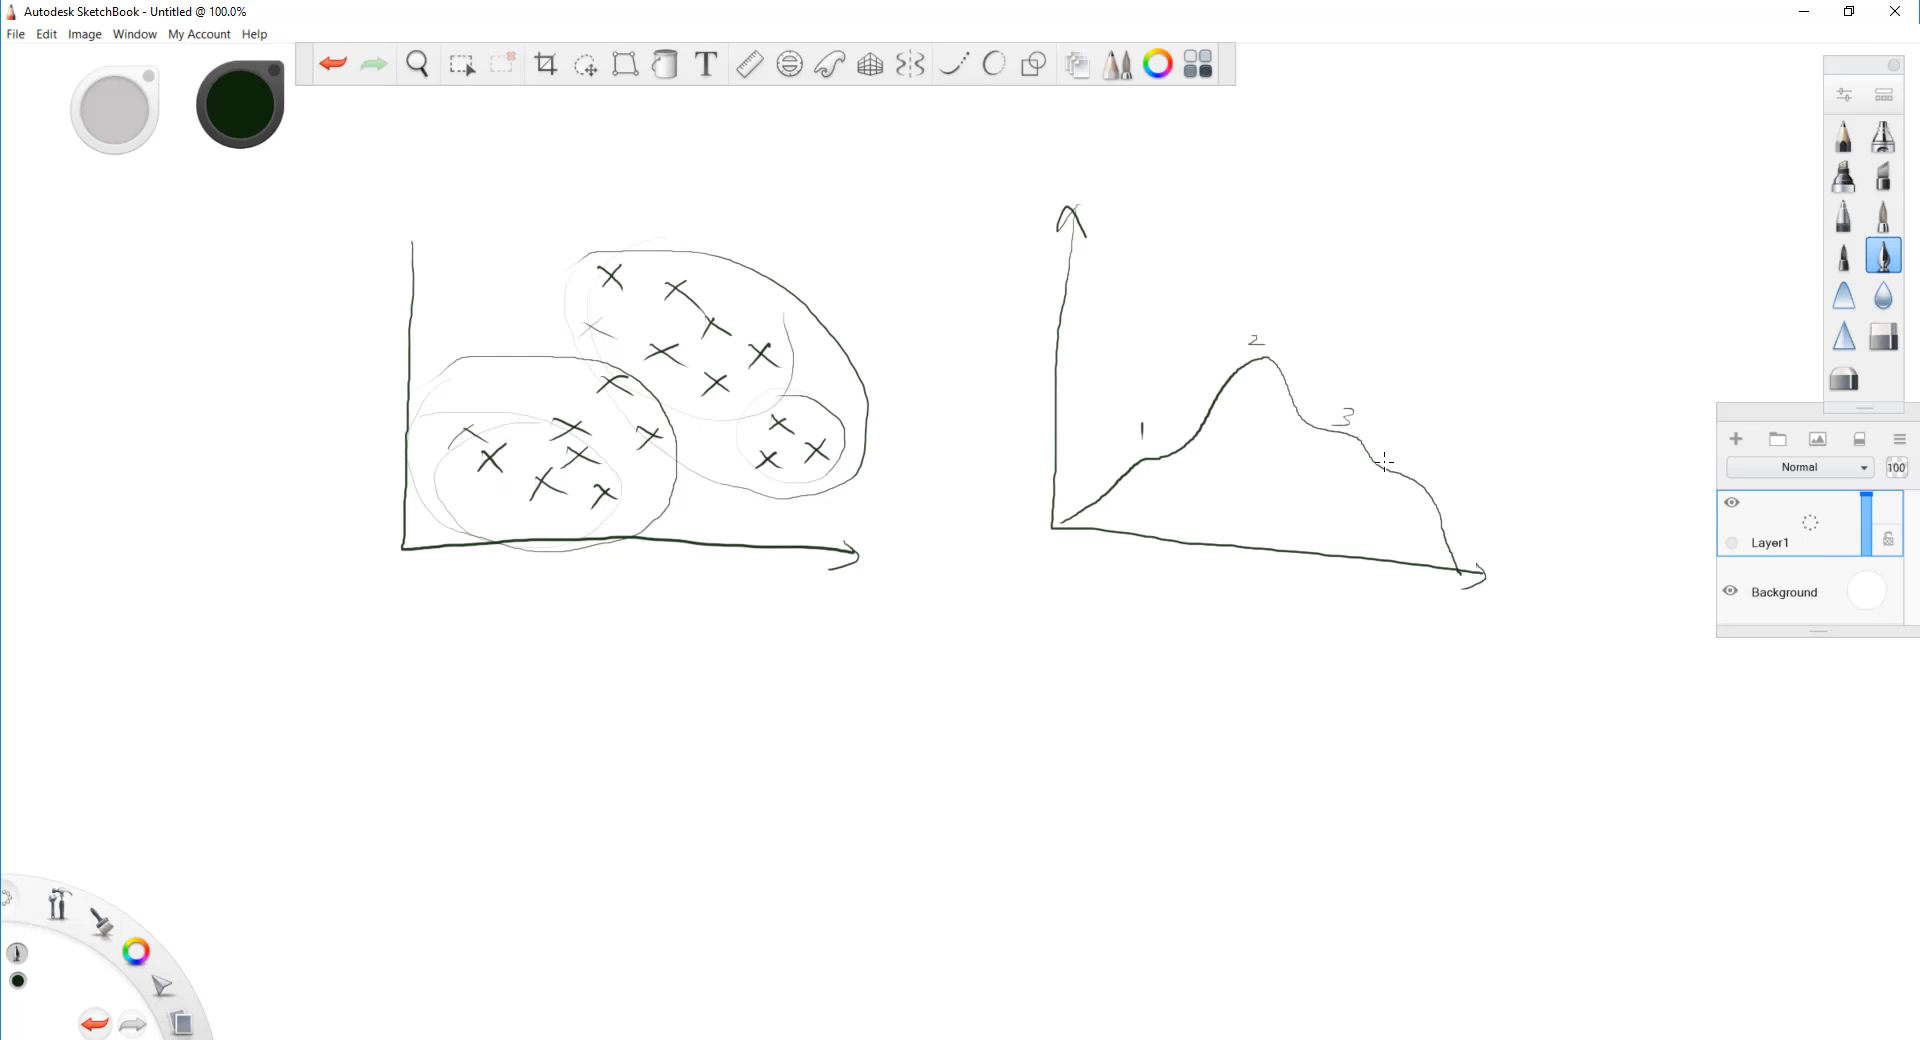 Autodesk SketchBook - Untitled @ 100.0%
File Edit Image Window My Account Help
T
X X
X X
X X X
X
X X X X
X X X X X
X X
1
2
3
Normal 100
Layer1
Background